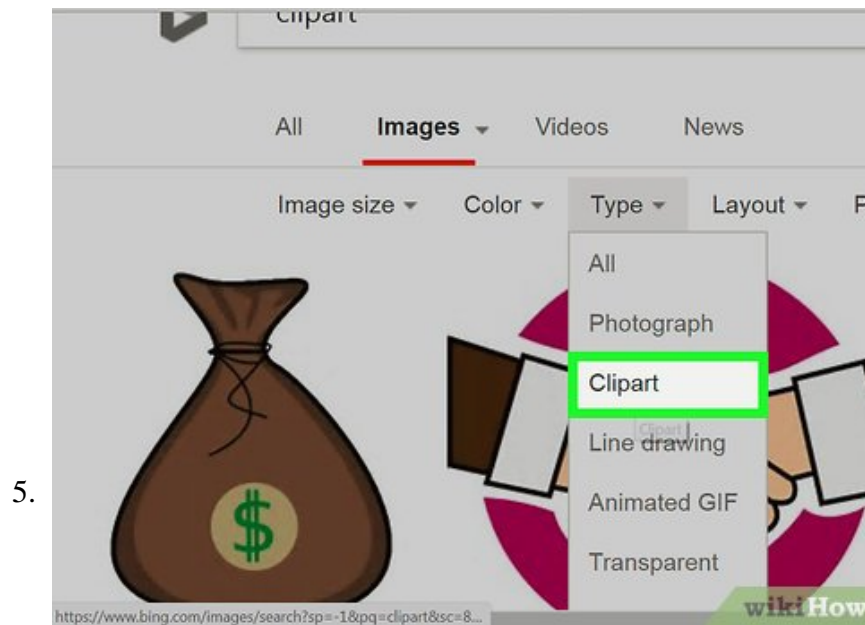 clipart
All Images Videos News
Image size Color Type Layout P
All
Photograph
Clipart
Clipart
Line drawing
Animated GIF
Transparent
5.
$
https://www.bing.com/images/search?sp=-1&pq=clipart&sc=8...
wikiHow